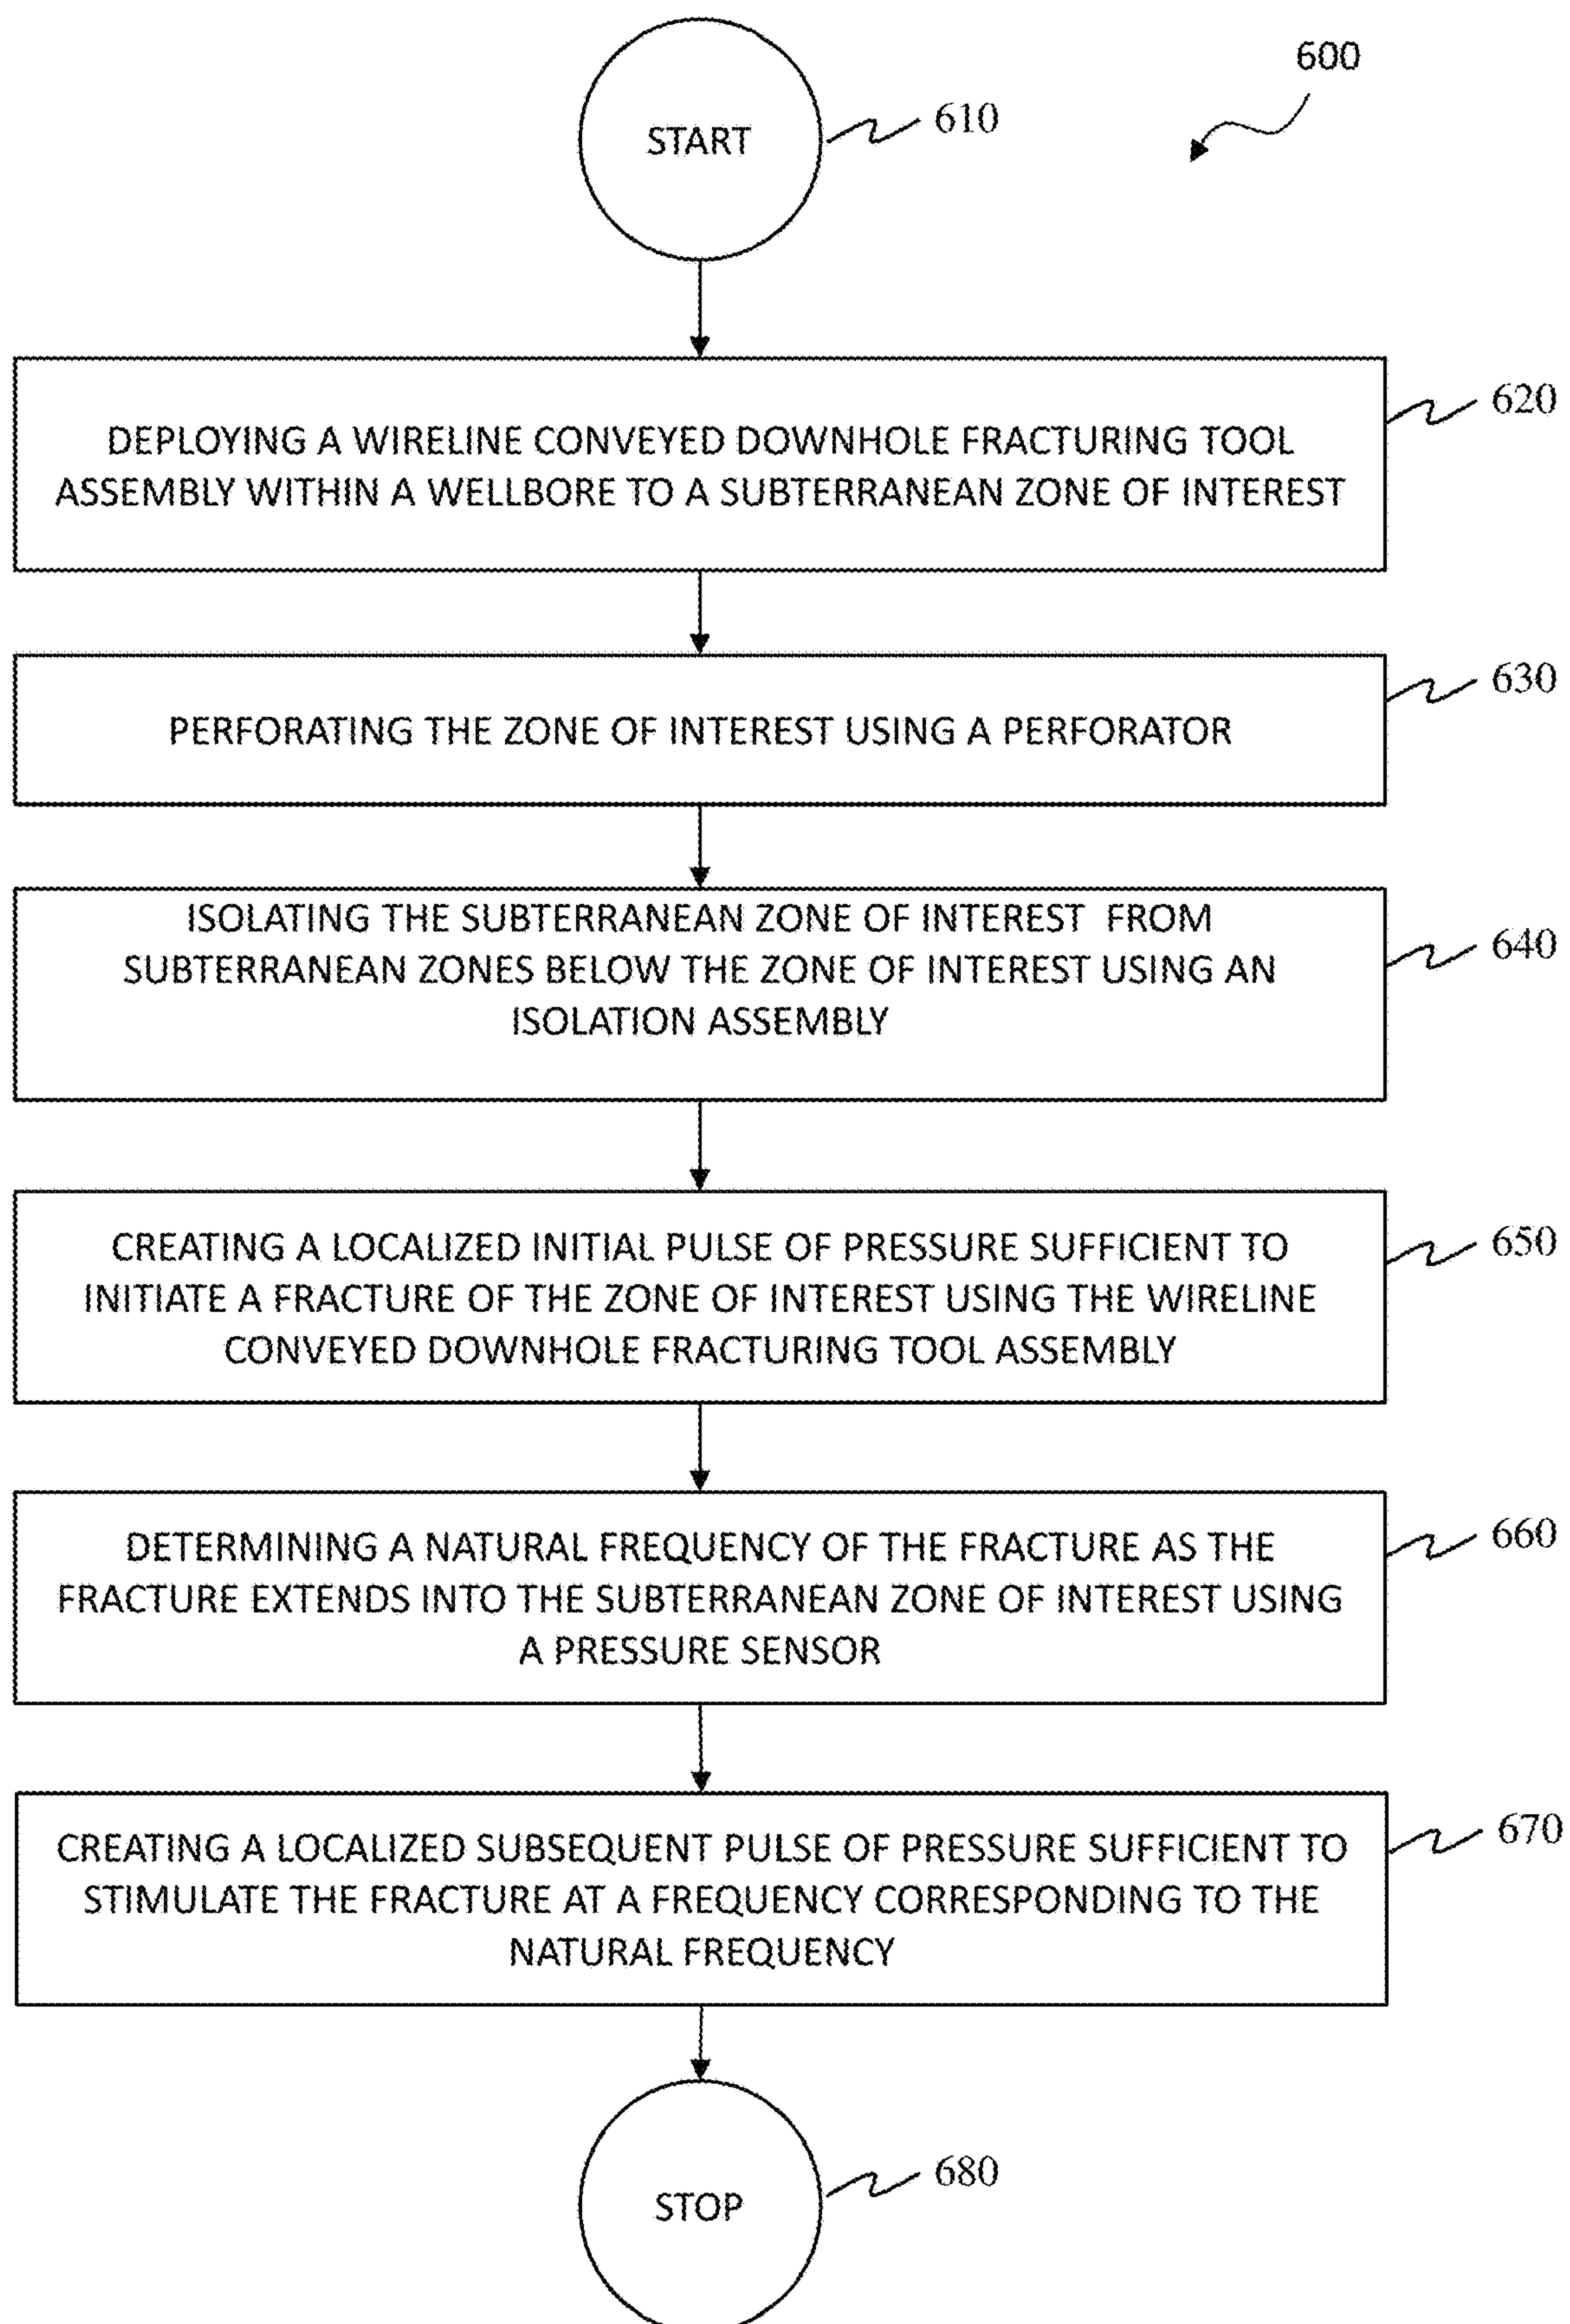 600
START
610
DEPLOYING A WIRELINE CONVEYED DOWNHOLE FRACTURING TOOL
ASSEMBLY WITHIN A WELLBORE TO A SUBTERRANEAN ZONE OF INTEREST
620
PERFORATING THE ZONE OF INTEREST USING A PERFORATOR
630
ISOLATING THE SUBTERRANEAN ZONE OF INTEREST FROM
SUBTERRANEAN ZONES BELOW THE ZONE OF INTEREST USING AN
ISOLATION ASSEMBLY
640
CREATING A LOCALIZED INITIAL PULSE OF PRESSURE SUFFICIENT TO
INITIATE A FRACTURE OF THE ZONE OF INTEREST USING THE WIRELINE
CONVEYED DOWNHOLE FRACTURING TOOL ASSEMBLY
650
DETERMINING A NATURAL FREQUENCY OF THE FRACTURE AS THE
FRACTURE EXTENDS INTO THE SUBTERRANEAN ZONE OF INTEREST USING
A PRESSURE SENSOR
660
CREATING A LOCALIZED SUBSEQUENT PULSE OF PRESSURE SUFFICIENT TO
STIMULATE THE FRACTURE AT A FREQUENCY CORRESPONDING TO THE
NATURAL FREQUENCY
670
STOP
680